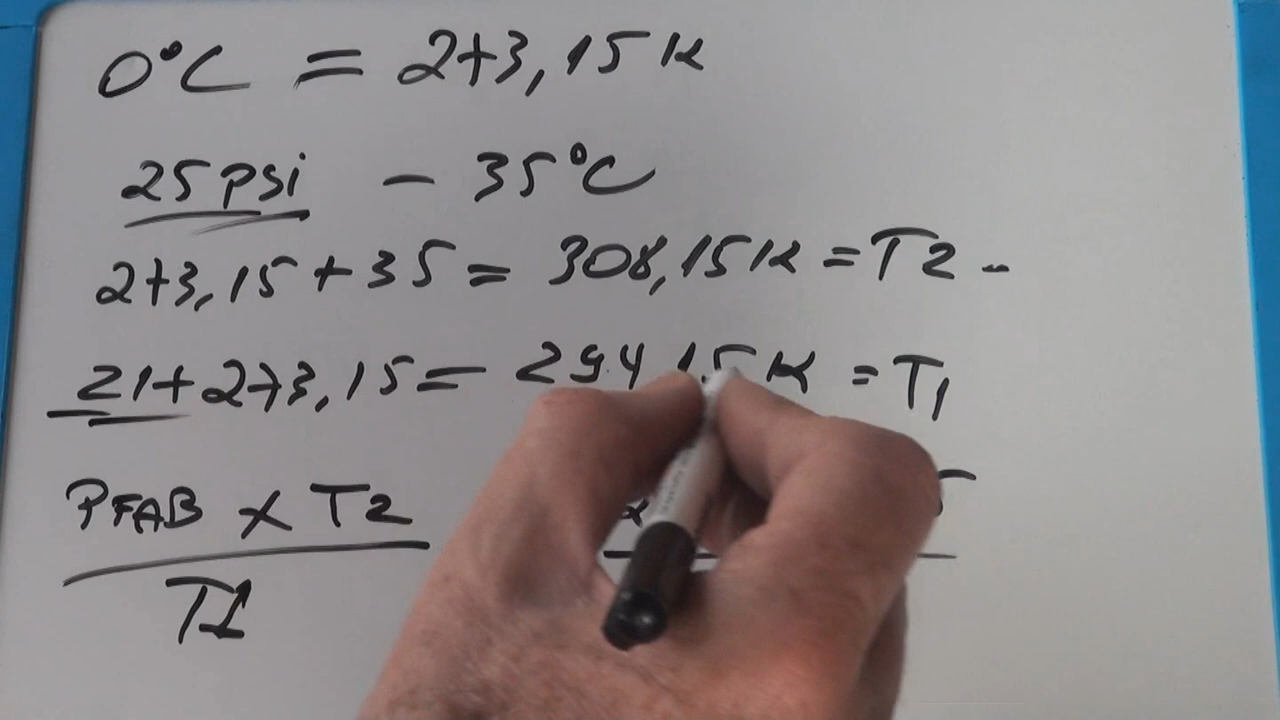 0°C = 273,15 K
25 PSi - 35°C
273,15 + 35 = 308,15 K = T2 -
21 + 273,15 = 294,15 K = T1
PFAB x T2
T1